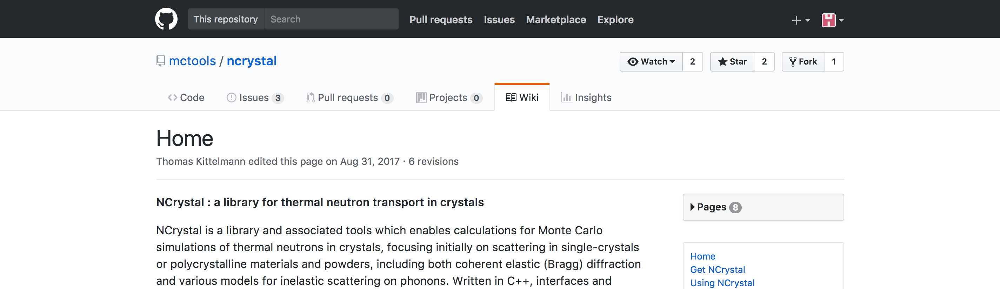 This repository Search Pull requests Issues Marketplace Explore
mctools / ncrystal Watch 2 Star 2 Fork 1
Code Issues 3 Pull requests 0 Projects 0 Wiki Insights
Home
Thomas Kittelmann edited this page on Aug 31, 2017 · 6 revisions
NCrystal : a library for thermal neutron transport in crystals
NCrystal is a library and associated tools which enables calculations for Monte Carlo
simulations of thermal neutrons in crystals, focusing initially on scattering in single-crystals
or polycrystalline materials and powders, including both coherent elastic (Bragg) diffraction
and various models for inelastic scattering on phonons. Written in C++, interfaces and
Pages 8
Home
Get NCrystal
Using NCrystal